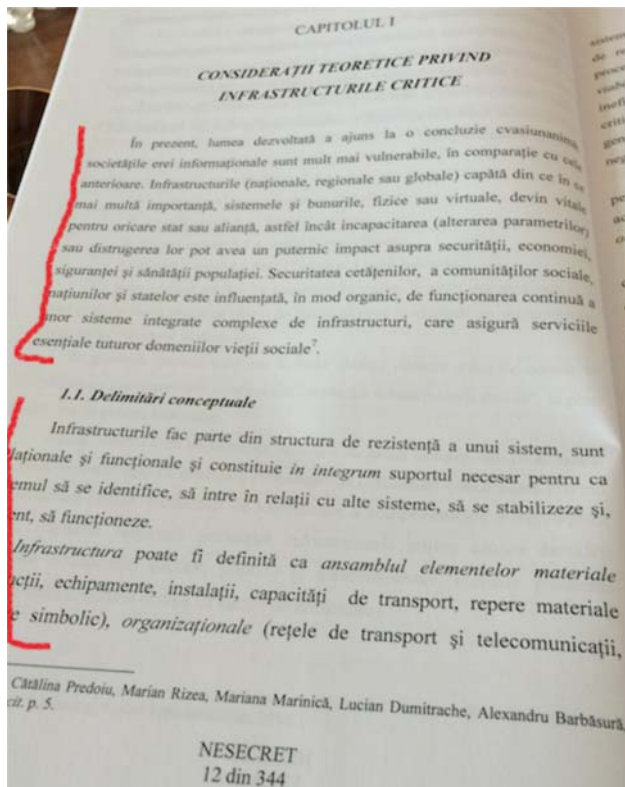 CAPITOLUL I
CONSIDERAȚII TEORETICE PRIVIND
INFRASTRUCTURILE CRITICE
În prezent, lumea dezvoltată a ajuns la o concluzie cvasiunanimă
societățile erei informaționale sunt mult mai vulnerabile, în comparație cu cele
anterioare. Infrastructurile (naționale, regionale sau globale) capătă din ce în ce
mai multă importanță, sistemele și bunurile, fizice sau virtuale, devin vitale
pentru oricare stat sau alianță, astfel încât incapacitarea (alterarea parametrilor)
sau distrugerea lor pot avea un puternic impact asupra securității, economiei,
siguranței și sănătății populației. Securitatea cetățenilor, a comunităților sociale,
națiunilor și statelor este influențată, în mod organic, de funcționarea continuă a
unor sisteme integrate complexe de infrastructuri, care asigură serviciile
esențiale tuturor domeniilor vieții sociale⁷.
1.1. Delimitări conceptuale
Infrastructurile fac parte din structura de rezistență a unui sistem, sunt
laționale și funcționale și constituie in integrum suportul necesar pentru ca
emul să se identifice, să intre în relații cu alte sisteme, să se stabilizeze și,
ent, să funcționeze.
Infrastructura poate fi definită ca ansamblul elementelor materiale
cții, echipamente, instalații, capacități de transport, repere materiale
e simbolic), organizaționale (rețele de transport și telecomunicații,
Cătălina Predoiu, Marian Rizea, Mariana Marinică, Lucian Dumitrache, Alexandru Barbăsură,
cit. p. 5.
NESECRET
12 din 344